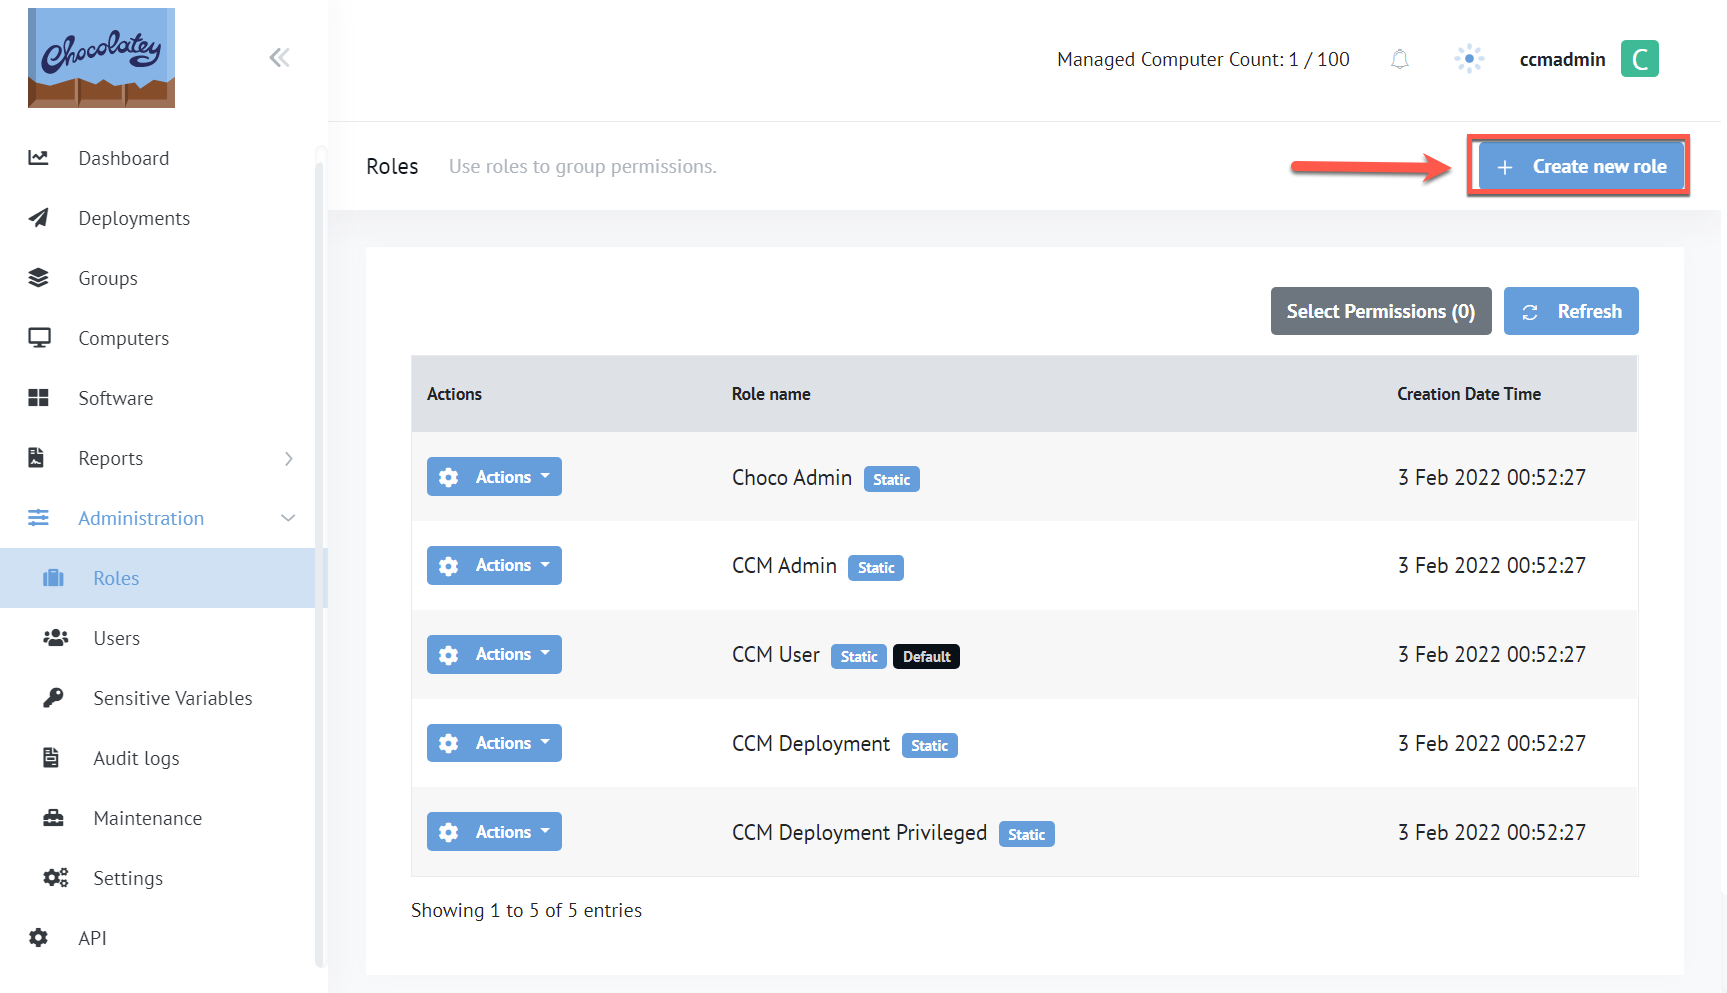 Chocolatey
Managed Computer Count: 1 / 100
ccmadmin
C
Dashboard
Deployments
Groups
Computers
Software
Reports
Administration
Roles
Users
Sensitive Variables
Audit logs
Maintenance
Settings
API
Roles
Use roles to group permissions.
Create new role
Select Permissions (0)
Refresh
Actions Role name Creation Date Time
Actions Choco Admin Static 3 Feb 2022 00:52:27
Actions CCM Admin Static 3 Feb 2022 00:52:27
Actions CCM User Static Default 3 Feb 2022 00:52:27
Actions CCM Deployment Static 3 Feb 2022 00:52:27
Actions CCM Deployment Privileged Static 3 Feb 2022 00:52:27
Showing 1 to 5 of 5 entries